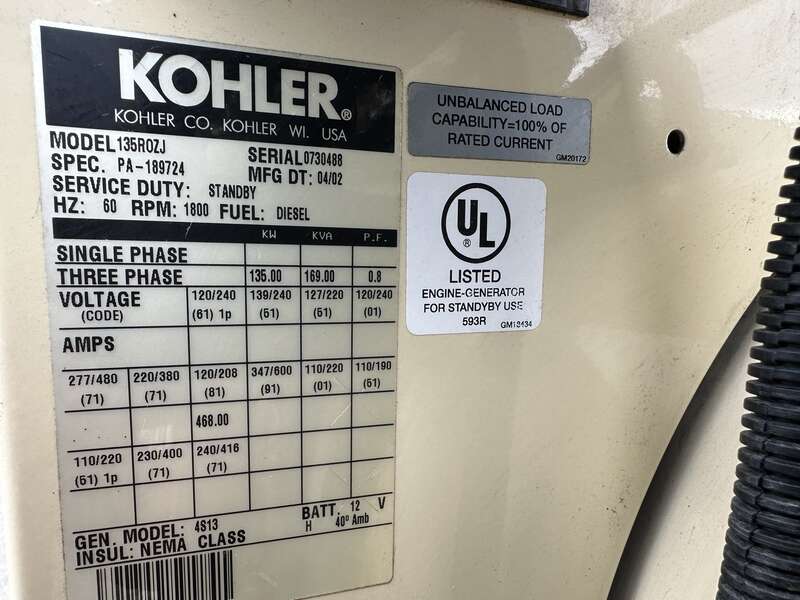 KOHLER®
KOHLER CO. KOHLER WI. USA
MODEL 135ROZJ SERIAL 0730488
SPEC. PA-189724 MFG DT: 04/02
SERVICE DUTY: STANDBY
HZ: 60 RPM: 1800 FUEL: DIESEL
KW KVA P.F.
SINGLE PHASE
THREE PHASE 135.00 169.00 0.8
VOLTAGE 120/240 139/240 127/220 120/240
(CODE) (61) 1p (51) (51) (01)
AMPS
277/480 220/380 120/208 347/600 110/220 110/190
(71) (71) (81) (91) (01) (51)
468.00
110/220 230/400 240/416
(51) 1p (71) (71)
GEN. MODEL: 4S13 BATT. 12 V
INSUL: NEMA CLASS H 40º Amb
UNBALANCED LOAD
CAPABILITY=100% OF
RATED CURRENT
GM20172
UL®
LISTED
ENGINE-GENERATOR
FOR STANDYBY USE
593R GM18434